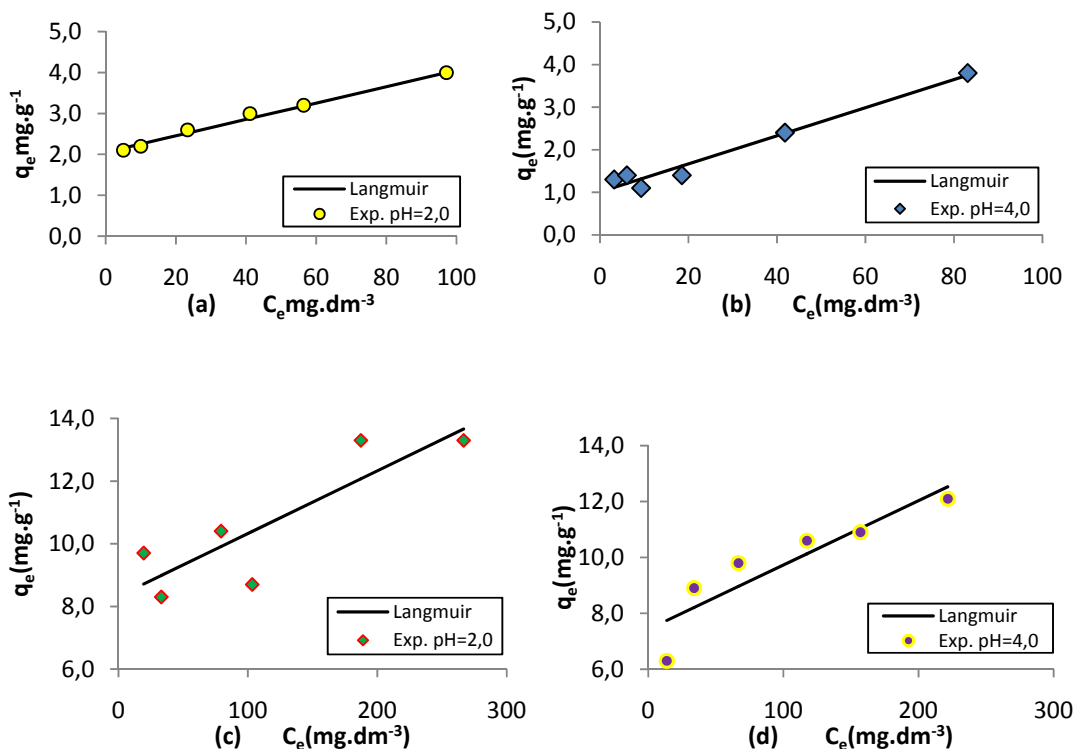 5,0
4,0
3,0
2,0
1,0
0,0
qₑmg.g⁻¹
Langmuir
Exp. pH=2,0
0 20 40 60 80 100
(a) Cₑmg.dm⁻³
5,0
4,0
3,0
2,0
1,0
0,0
qₑ(mg.g⁻¹)
Langmuir
Exp. pH=4,0
0 20 40 60 80 100
(b) Cₑ(mg.dm⁻³)
14,0
12,0
10,0
8,0
6,0
qₑ(mg.g⁻¹)
Langmuir
Exp. pH=2,0
0 100 200 300
(c) Cₑ(mg.dm⁻³)
14,0
12,0
10,0
8,0
6,0
qₑ(mg.g⁻¹)
Langmuir
Exp. pH=4,0
0 100 200 300
(d) Cₑ(mg.dm⁻³)